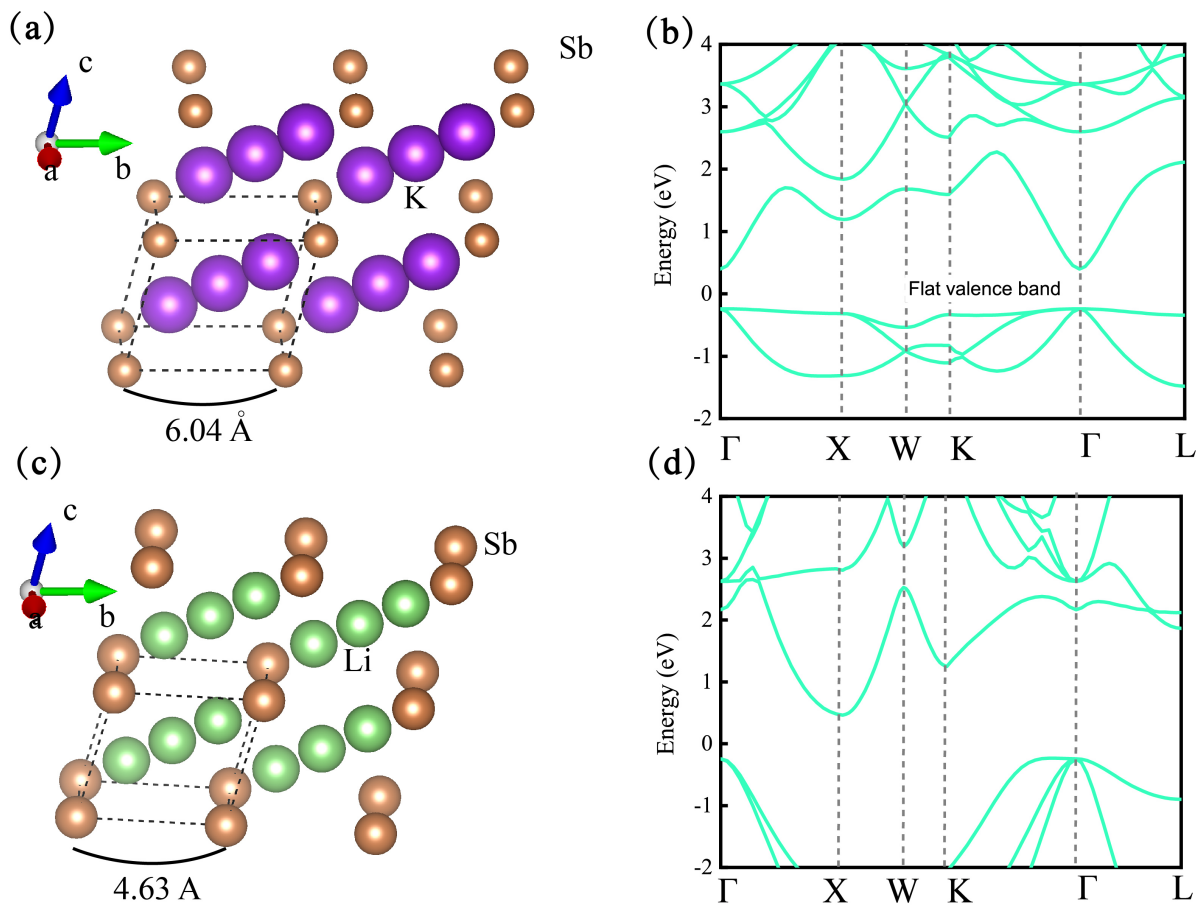 (a)
Sb
c
a
b
K
6.04 Å
(b)
Energy (eV)
4
3
2
1
0
-1
-2
Flat valence band
Γ X W K Γ L
(c)
c
a
b
Sb
Li
4.63 A
(d)
Energy (eV)
4
3
2
1
0
-1
-2
Γ X W K Γ L